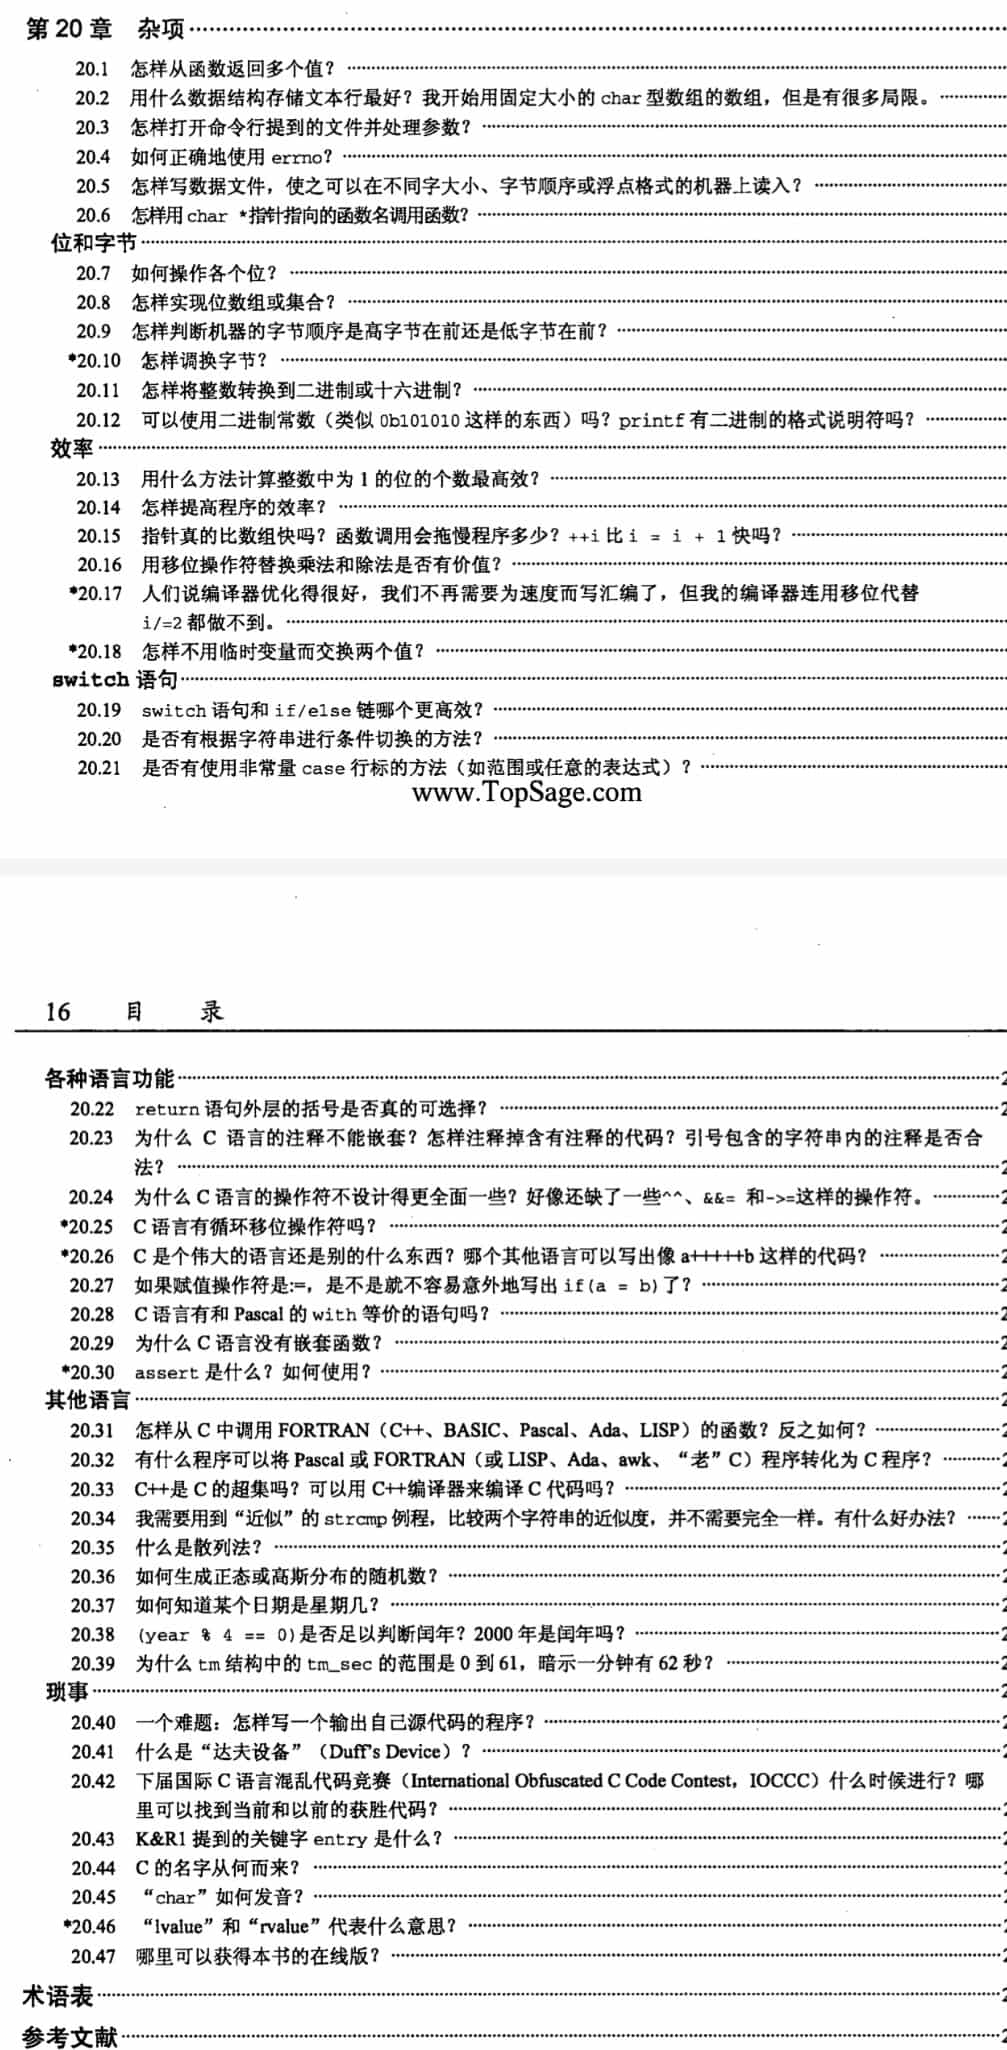 第 20 章 杂项
20.1 怎样从函数返回多个值？
20.2 用什么数据结构存储文本行最好？我开始用固定大小的 char 型数组的数组，但是有很多局限。
20.3 怎样打开命令行提到的文件并处理参数？
20.4 如何正确地使用 errno？
20.5 怎样写数据文件，使之可以在不同字大小、字节顺序或浮点格式的机器上读入？
20.6 怎样用 char *指针指向的函数名调用函数？
位和字节
20.7 如何操作各个位？
20.8 怎样实现位数组或集合？
20.9 怎样判断机器的字节顺序是高字节在前还是低字节在前？
*20.10 怎样调换字节？
20.11 怎样将整数转换到二进制或十六进制？
20.12 可以使用二进制常数（类似 0b101010 这样的东西）吗？printf 有二进制的格式说明符吗？
效率
20.13 用什么方法计算整数中为 1 的位的个数最高效？
20.14 怎样提高程序的效率？
20.15 指针真的比数组快吗？函数调用会拖慢程序多少？++i 比 i = i + 1 快吗？
20.16 用移位操作符替换乘法和除法是否有价值？
*20.17 人们说编译器优化得很好，我们不再需要为速度而写汇编了，但我的编译器连用移位代替
i/=2 都做不到。
*20.18 怎样不用临时变量而交换两个值？
switch 语句
20.19 switch 语句和 if/else 链哪个更高效？
20.20 是否有根据字符串进行条件切换的方法？
20.21 是否有使用非常量 case 行标的方法（如范围或任意的表达式）？
www.TopSage.com
16 目 录
各种语言功能
20.22 return 语句外层的括号是否真的可选择？
20.23 为什么 C 语言的注释不能嵌套？怎样注释掉含有注释的代码？引号包含的字符串内的注释是否合
法？
20.24 为什么 C 语言的操作符不设计得更全面一些？好像还缺了一些^^、&&= 和->=这样的操作符。
*20.25 C 语言有循环移位操作符吗？
*20.26 C 是个伟大的语言还是别的什么东西？哪个其他语言可以写出像 a+++++b 这样的代码？
20.27 如果赋值操作符是:=，是不是就不容易意外地写出 if(a = b)了？
20.28 C 语言有和 Pascal 的 with 等价的语句吗？
20.29 为什么 C 语言没有嵌套函数？
*20.30 assert 是什么？如何使用？
其他语言
20.31 怎样从 C 中调用 FORTRAN（C++、BASIC、Pascal、Ada、LISP）的函数？反之如何？
20.32 有什么程序可以将 Pascal 或 FORTRAN（或 LISP、Ada、awk、“老”C）程序转化为 C 程序？
20.33 C++是 C 的超集吗？可以用 C++编译器来编译 C 代码吗？
20.34 我需要用到“近似”的 strcmp 例程，比较两个字符串的近似度，并不需要完全一样。有什么好办法？
20.35 什么是散列法？
20.36 如何生成正态或高斯分布的随机数？
20.37 如何知道某个日期是星期几？
20.38 (year % 4 == 0)是否足以判断闰年？2000 年是闰年吗？
20.39 为什么 tm 结构中的 tm_sec 的范围是 0 到 61，暗示一分钟有 62 秒？
琐事
20.40 一个难题：怎样写一个输出自己源代码的程序？
20.41 什么是“达夫设备”（Duff's Device）？
20.42 下届国际 C 语言混乱代码竞赛（International Obfuscated C Code Contest，IOCCC）什么时候进行？哪
里可以找到当前和以前的获胜代码？
20.43 K&R1 提到的关键字 entry 是什么？
20.44 C 的名字从何而来？
20.45 “char”如何发音？
*20.46 “lvalue”和“rvalue”代表什么意思？
20.47 哪里可以获得本书的在线版？
术语表
参考文献